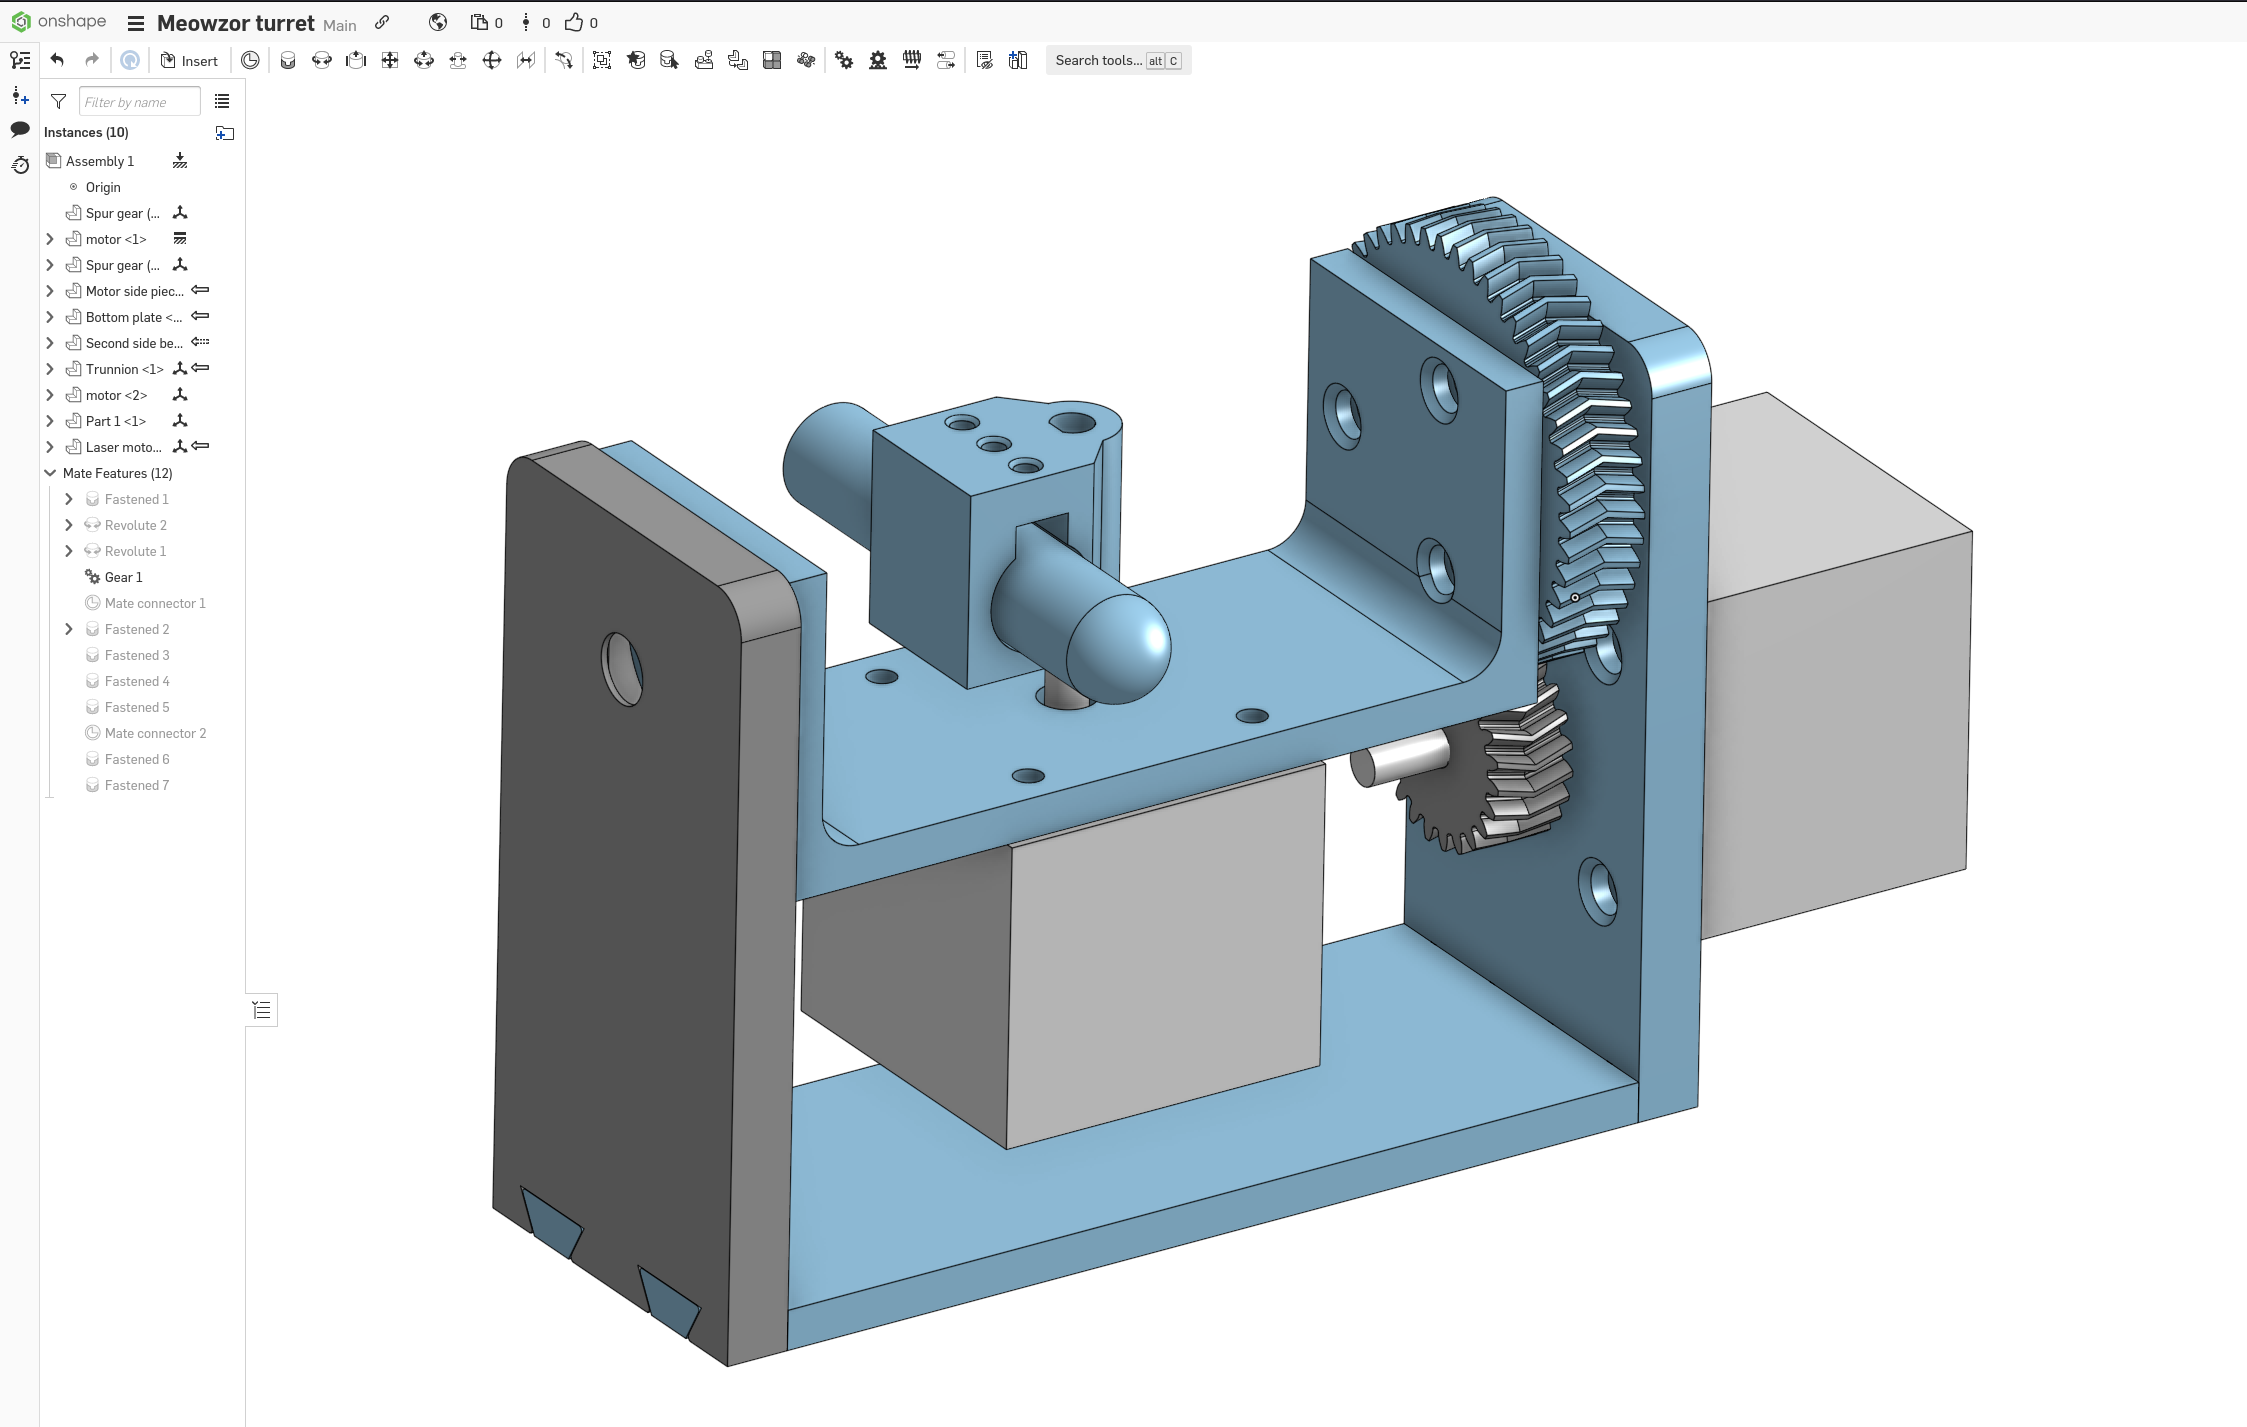 onshape Meowzor turret Main 0 0 0
Insert Search tools... alt C
Filter by name
Instances (10)
Assembly 1
Origin
Spur gear (...
motor <1>
Spur gear (...
Motor side piec...
Bottom plate <...
Second side be...
Trunnion <1>
motor <2>
Part 1 <1>
Laser moto...
Mate Features (12)
Fastened 1
Revolute 2
Revolute 1
Gear 1
Mate connector 1
Fastened 2
Fastened 3
Fastened 4
Fastened 5
Mate connector 2
Fastened 6
Fastened 7